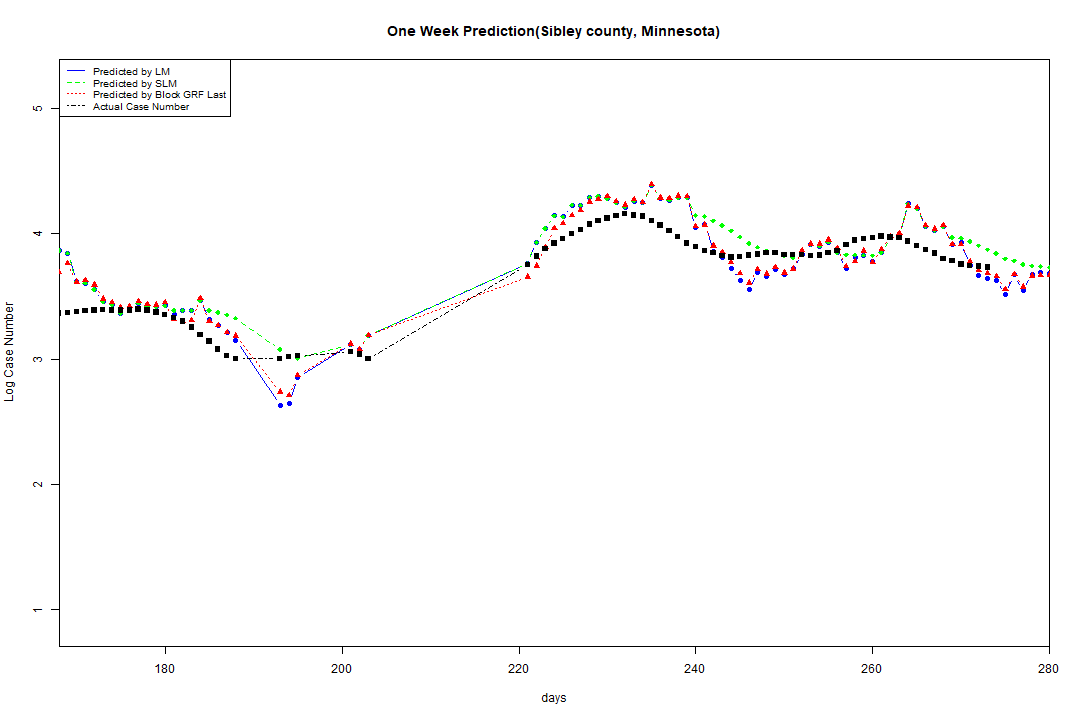 One Week Prediction(Sibley county, Minnesota)
Predicted by LM
Predicted by SLM
Predicted by Block GRF Last
Actual Case Number
5
4
3
2
1
Log Case Number
180 200 220 240 260 280
days